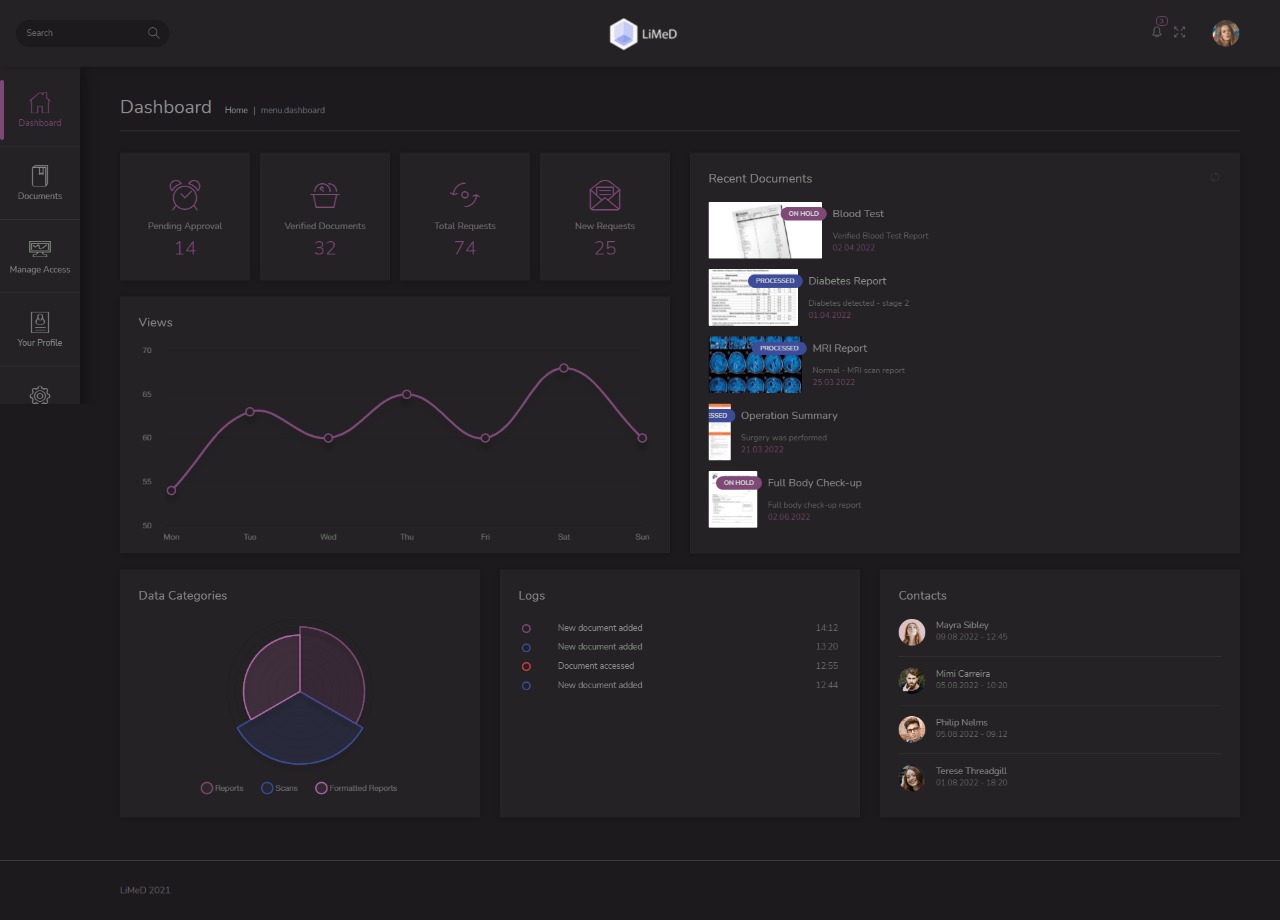 Search
LiMeD
3
Dashboard
Documents
Manage Access
Your Profile
Dashboard
Home | menu.dashboard
Pending Approval
14
Verified Documents
32
Total Requests
74
New Requests
25
Views
70
65
60
55
50
Mon Tue Wed Thu Fri Sat Sun
Recent Documents
ON HOLD
Blood Test
Verified Blood Test Report
02.04.2022
PROCESSED
Diabetes Report
Diabetes detected - stage 2
01.04.2022
PROCESSED
MRI Report
Normal - MRI scan report
25.03.2022
ESSED
Operation Summary
Surgery was performed
21.03.2022
ON HOLD
Full Body Check-up
Full body check-up report
02.06.2022
Data Categories
Reports Scans Formatted Reports
Logs
New document added 14:12
New document added 13:20
Document accessed 12:55
New document added 12:44
Contacts
Mayra Sibley
09.08.2022 - 12:45
Mimi Carreira
05.08.2022 - 10:20
Philip Nelms
05.08.2022 - 09:12
Terese Threadgill
01.08.2022 - 18:20
LiMeD 2021